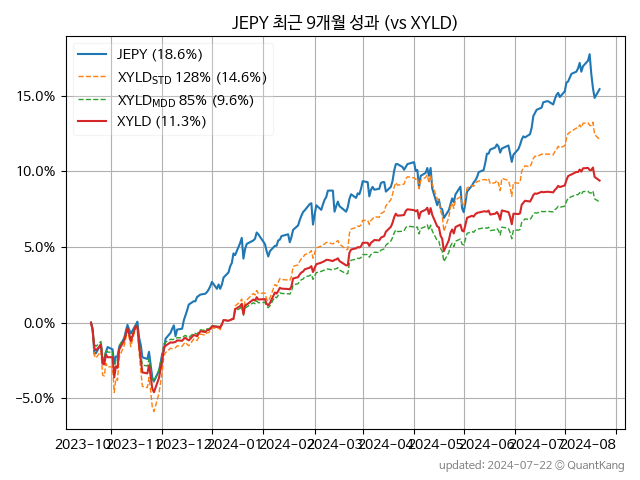 JEPY 최근 9개월 성과 (vs XYLD)
JEPY (18.6%)
XYLD_STD 128% (14.6%)
XYLD_MDD 85% (9.6%)
XYLD (11.3%)
15.0%
10.0%
5.0%
0.0%
−5.0%
2023-10 2023-11 2023-12 2024-01 2024-02 2024-03 2024-04 2024-05 2024-06 2024-07 2024-08
updated: 2024-07-22 © QuantKang